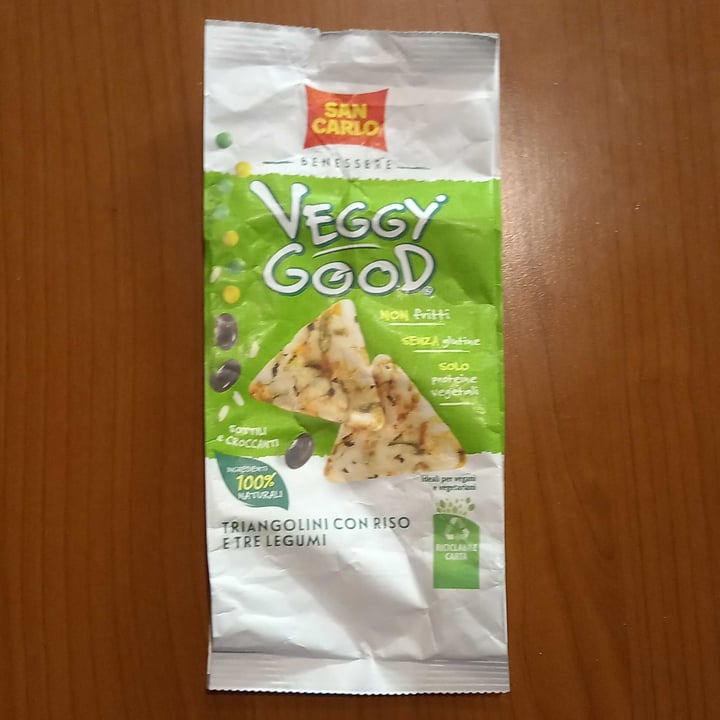 SAN
CARLO
BENESSERE
VEGGY
GOOD
NON fritti
SENZA glutine
SOLO
proteine
vegetali
SOTTILI
e CROCCANTI
INGREDIENTI
100%
NATURALI
Ideali per vegani
e vegetariani
TRIANGOLINI CON RISO
E TRE LEGUMI
RICICLABILE
CARTA